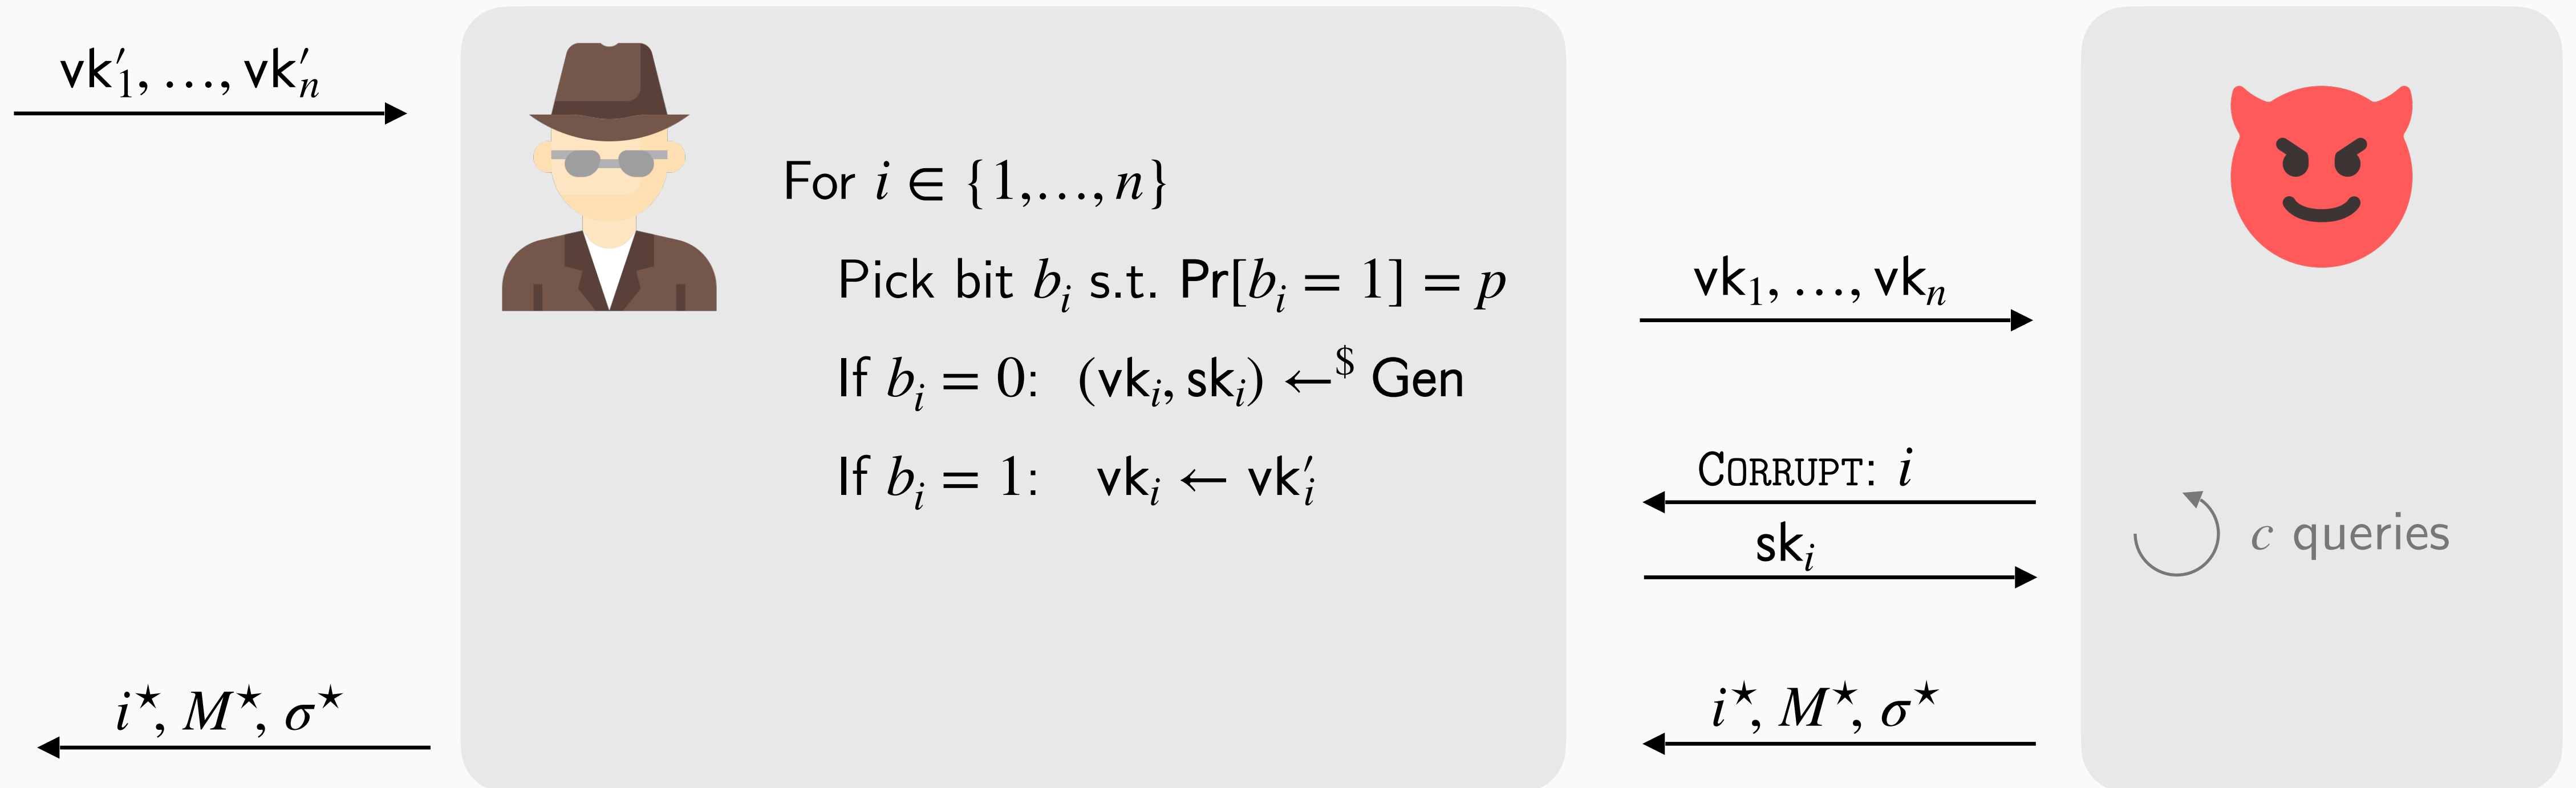 vk′₁, …, vk′ₙ
For i ∈ {1,…, n}
Pick bit bᵢ s.t. Pr[bᵢ = 1] = p
If bᵢ = 0: (vkᵢ, skᵢ) ←$ Gen
If bᵢ = 1: vkᵢ ← vk′ᵢ
vk₁, …, vkₙ
CORRUPT: i
skᵢ
c queries
i★, M★, σ★
i★, M★, σ★